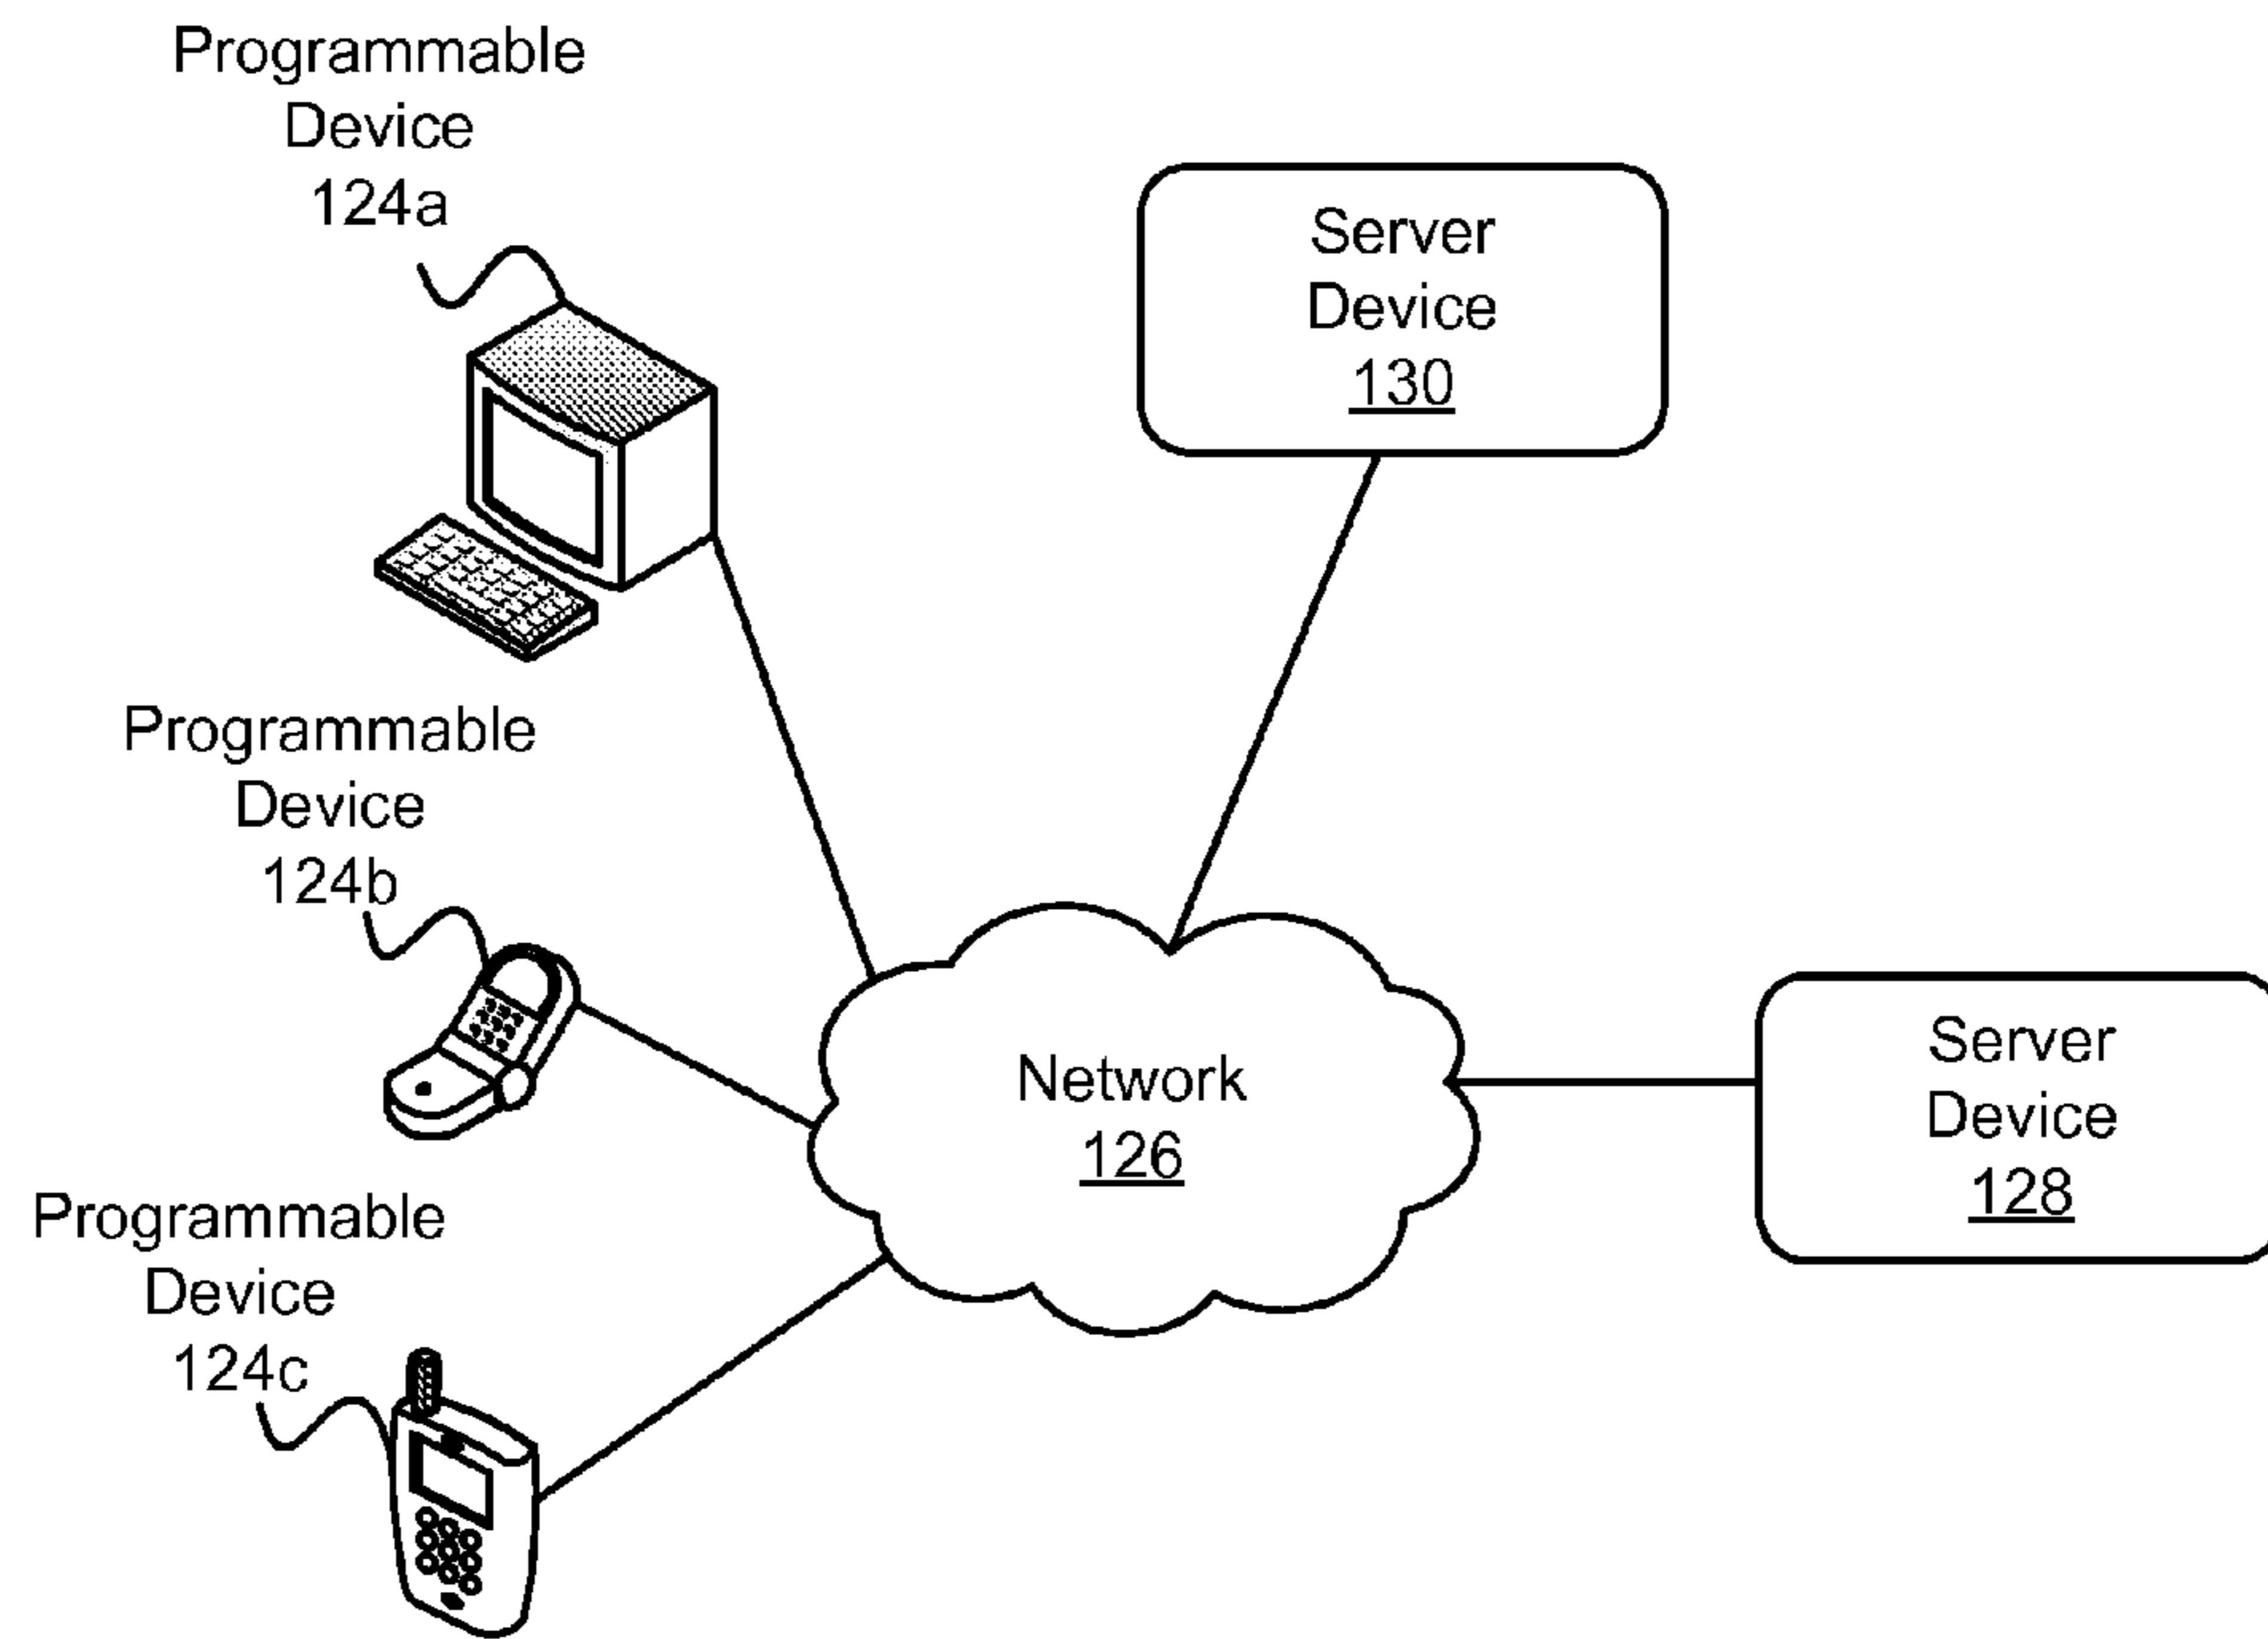 Programmable
Device
124a
Server
Device
130
Programmable
Device
124b
Network
126
Server
Device
128
Programmable
Device
124c